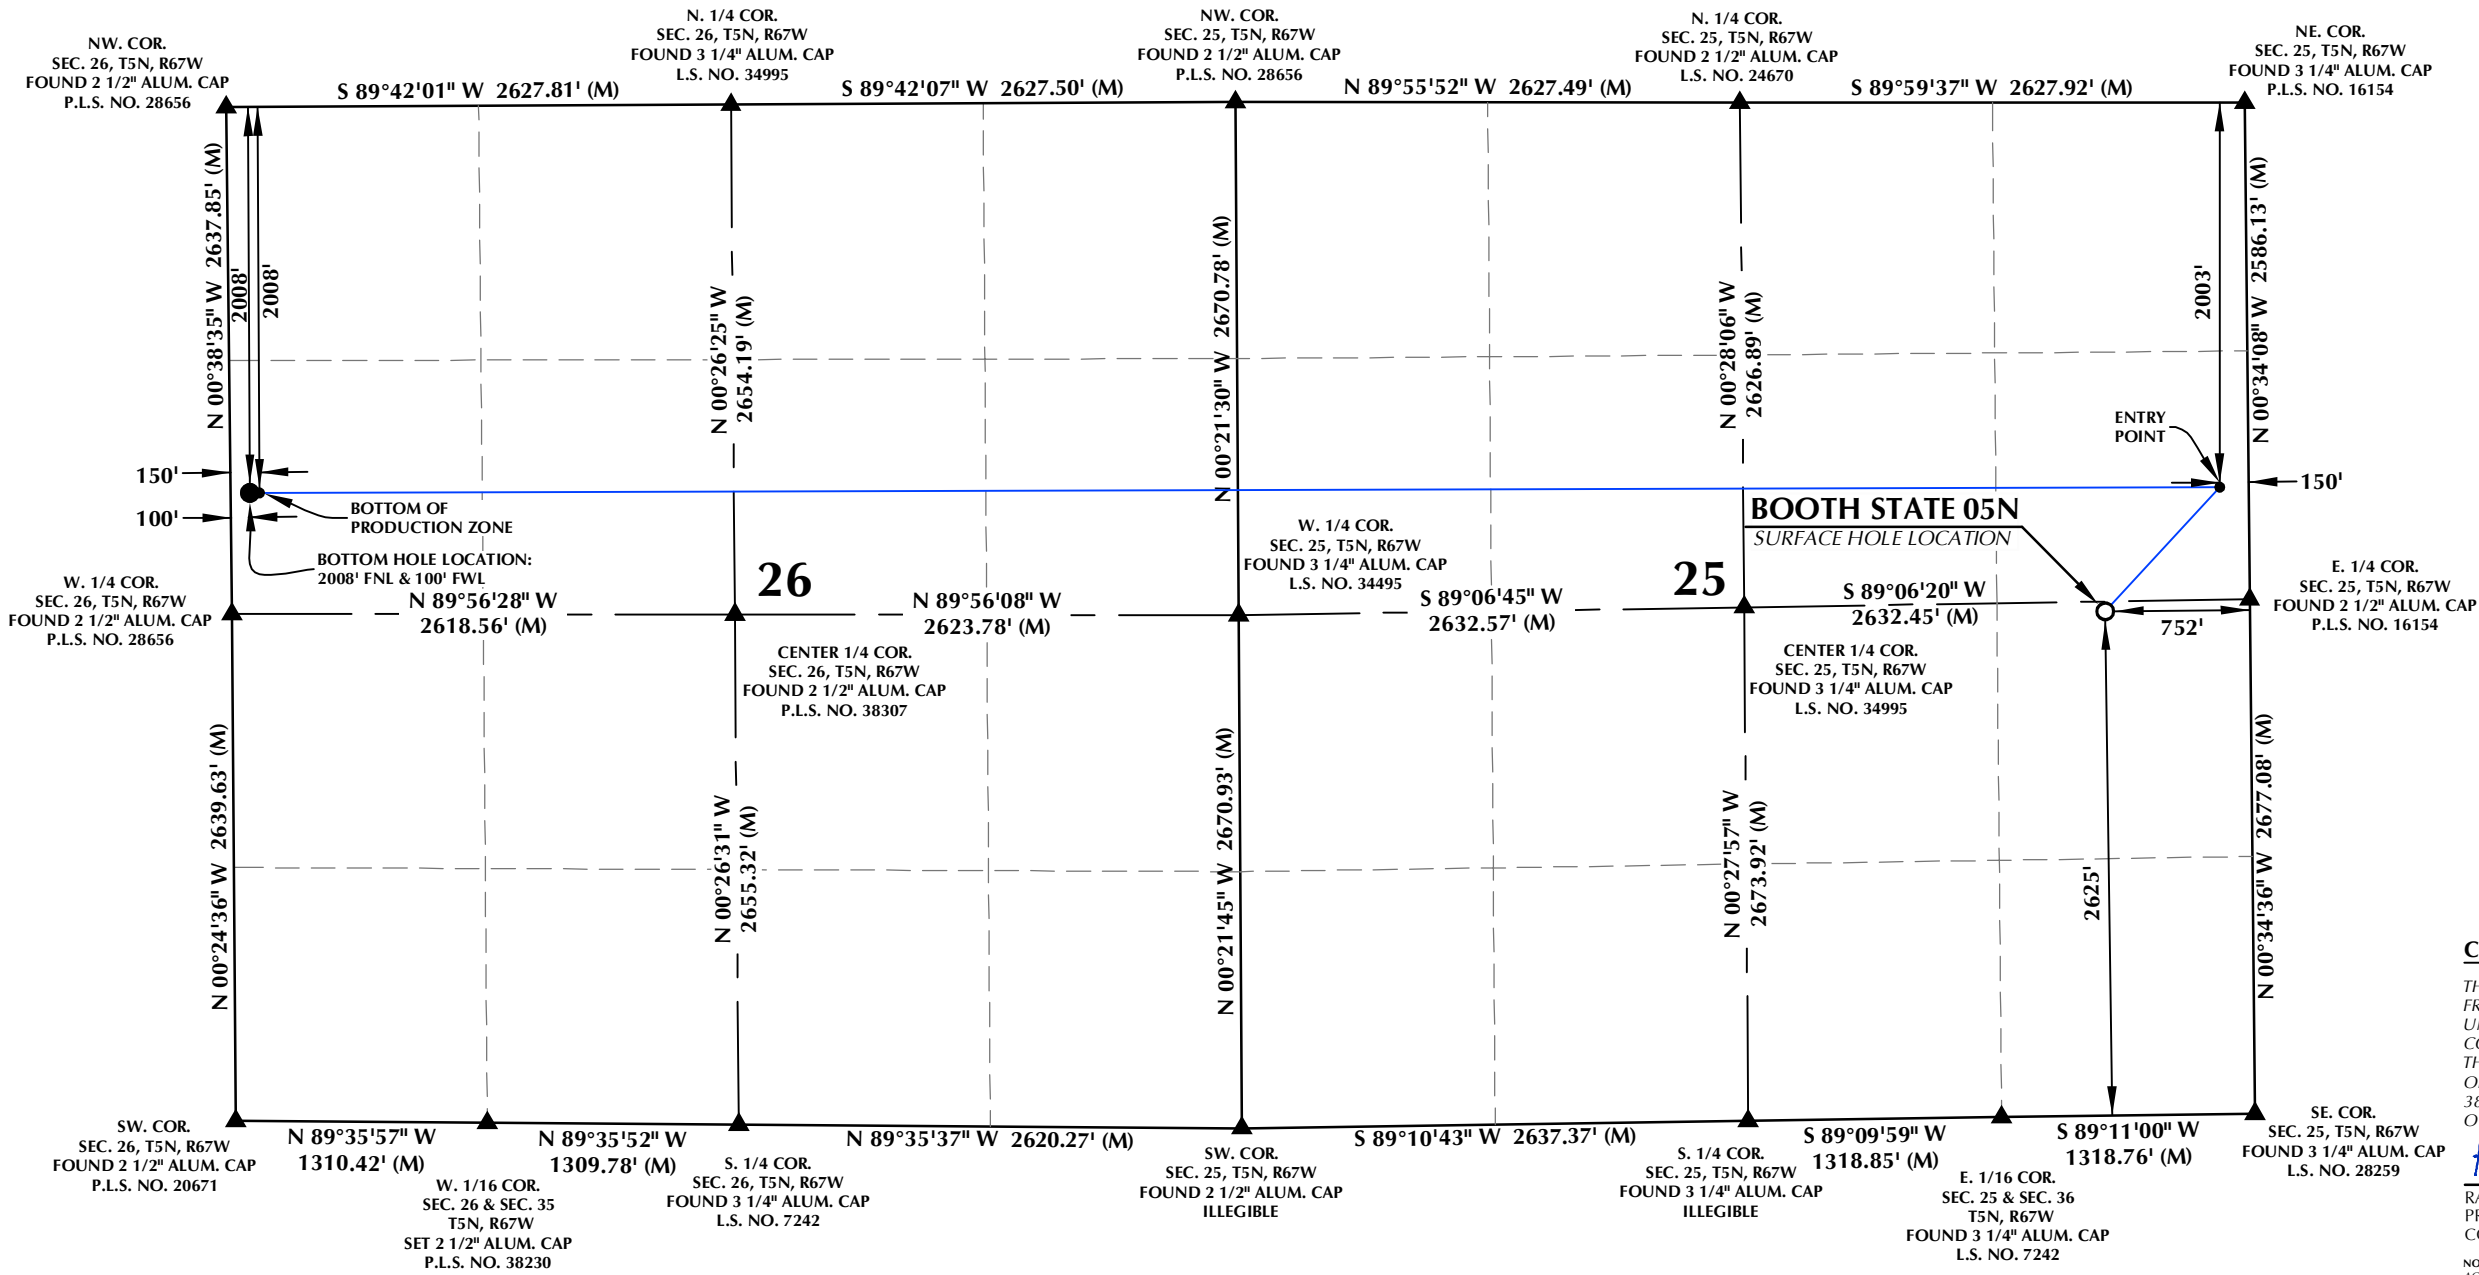 NW. COR.
SEC. 26, T5N, R67W
FOUND 2 1/2" ALUM. CAP
P.L.S. NO. 28656
N. 1/4 COR.
SEC. 26, T5N, R67W
FOUND 3 1/4" ALUM. CAP
L.S. NO. 34995
NW. COR.
SEC. 25, T5N, R67W
FOUND 2 1/2" ALUM. CAP
P.L.S. NO. 28656
N. 1/4 COR.
SEC. 25, T5N, R67W
FOUND 2 1/2" ALUM. CAP
L.S. NO. 24670
NE. COR.
SEC. 25, T5N, R67W
FOUND 3 1/4" ALUM. CAP
P.L.S. NO. 16154
S 89°42'01" W 2627.81' (M)
S 89°42'07" W 2627.50' (M)
N 89°55'52" W 2627.49' (M)
S 89°59'37" W 2627.92' (M)
N 00°38'35" W 2637.85' (M)
2008'
2008'
N 00°26'25" W
2654.19' (M)
N 00°21'30" W 2670.78' (M)
N 00°28'06" W
2626.89' (M)
2003'
N 00°34'08" W 2586.13' (M)
ENTRY
POINT
150'
100'
150'
BOTTOM OF
PRODUCTION ZONE
BOTTOM HOLE LOCATION:
2008' FNL & 100' FWL
BOOTH STATE 05N
SURFACE HOLE LOCATION
W. 1/4 COR.
SEC. 26, T5N, R67W
FOUND 2 1/2" ALUM. CAP
P.L.S. NO. 28656
26
W. 1/4 COR.
SEC. 25, T5N, R67W
FOUND 3 1/4" ALUM. CAP
L.S. NO. 34495
25
E. 1/4 COR.
SEC. 25, T5N, R67W
FOUND 2 1/2" ALUM. CAP
P.L.S. NO. 16154
N 89°56'28" W
2618.56' (M)
N 89°56'08" W
2623.78' (M)
S 89°06'45" W
2632.57' (M)
S 89°06'20" W
2632.45' (M)
752'
CENTER 1/4 COR.
SEC. 26, T5N, R67W
FOUND 2 1/2" ALUM. CAP
P.L.S. NO. 38307
CENTER 1/4 COR.
SEC. 25, T5N, R67W
FOUND 3 1/4" ALUM. CAP
L.S. NO. 34995
N 00°24'36" W 2639.63' (M)
N 00°26'31" W
2655.32' (M)
N 00°21'45" W 2670.93' (M)
N 00°27'57" W
2673.92' (M)
2625'
N 00°34'36" W 2677.08' (M)
SW. COR.
SEC. 26, T5N, R67W
FOUND 2 1/2" ALUM. CAP
P.L.S. NO. 20671
N 89°35'57" W
1310.42' (M)
N 89°35'52" W
1309.78' (M)
N 89°35'37" W 2620.27' (M)
S 89°10'43" W 2637.37' (M)
S 89°09'59" W
1318.85' (M)
S 89°11'00" W
1318.76' (M)
W. 1/16 COR.
SEC. 26 & SEC. 35
T5N, R67W
SET 2 1/2" ALUM. CAP
P.L.S. NO. 38230
S. 1/4 COR.
SEC. 26, T5N, R67W
FOUND 3 1/4" ALUM. CAP
L.S. NO. 7242
SW. COR.
SEC. 25, T5N, R67W
FOUND 2 1/2" ALUM. CAP
ILLEGIBLE
S. 1/4 COR.
SEC. 25, T5N, R67W
FOUND 3 1/4" ALUM. CAP
ILLEGIBLE
E. 1/16 COR.
SEC. 25 & SEC. 36
T5N, R67W
FOUND 3 1/4" ALUM. CAP
L.S. NO. 7242
SE. COR.
SEC. 25, T5N, R67W
FOUND 3 1/4" ALUM. CAP
L.S. NO. 28259